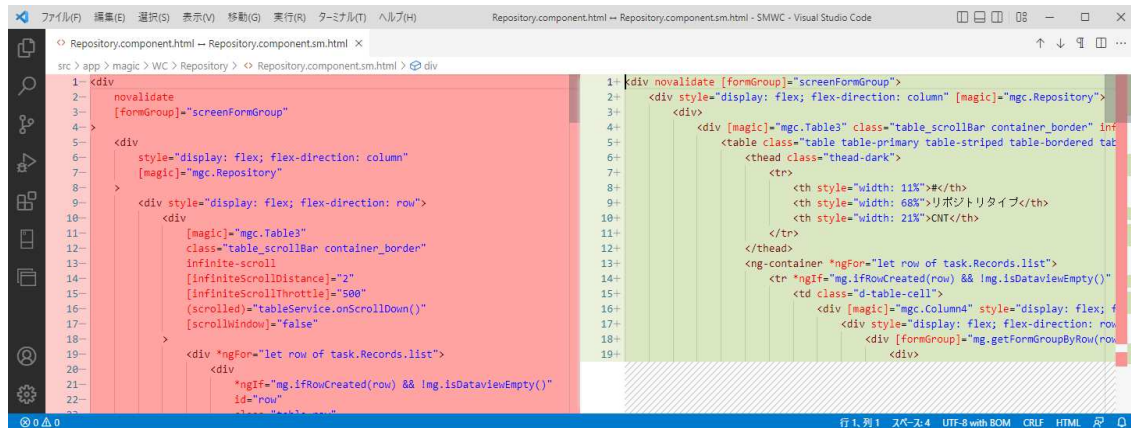 ファイル(F) 編集(E) 選択(S) 表示(V) 移動(G) 実行(R) ターミナル(T) ヘルプ(H) Repository.component.html ↔ Repository.component.sm.html - SMWC - Visual Studio Code
Repository.component.html ↔ Repository.component.sm.html ×
src > app > magic > WC > Repository > Repository.component.sm.html > div
1− <div
2− novalidate
3− [formGroup]="screenFormGroup"
4− >
5− <div
6− style="display: flex; flex-direction: column"
7− [magic]="mgc.Repository"
8− >
9− <div style="display: flex; flex-direction: row">
10− <div
11− [magic]="mgc.Table3"
12− class="table_scrollBar container_border"
13− infinite-scroll
14− [infiniteScrollDistance]="2"
15− [infiniteScrollThrottle]="500"
16− (scrolled)="tableService.onScrollDown()"
17− [scrollWindow]="false"
18− >
19− <div *ngFor="let row of task.Records.list">
20− <div
21− *ngIf="mg.ifRowCreated(row) && !mg.isDataviewEmpty()"
22− id="row"
1+ <div novalidate [formGroup]="screenFormGroup">
2+ <div style="display: flex; flex-direction: column" [magic]="mgc.Repository">
3+ <div>
4+ <div [magic]="mgc.Table3" class="table_scrollBar container_border" inf
5+ <table class="table table-primary table-striped table-bordered tab
6+ <thead class="thead-dark">
7+ <tr>
8+ <th style="width: 11%">#</th>
9+ <th style="width: 68%">リポジトリタイプ</th>
10+ <th style="width: 21%">CNT</th>
11+ </tr>
12+ </thead>
13+ <ng-container *ngFor="let row of task.Records.list">
14+ <tr *ngIf="mg.ifRowCreated(row) && !mg.isDataviewEmpty()"
15+ <td class="d-table-cell">
16+ <div [magic]="mgc.Column4" style="display: flex; f
17+ <div style="display: flex; flex-direction: row
18+ <div [formGroup]="mg.getFormGroupByRow(row
19+ <div>
0 0 行 1、列 1 スペース: 4 UTF-8 with BOM CRLF HTML